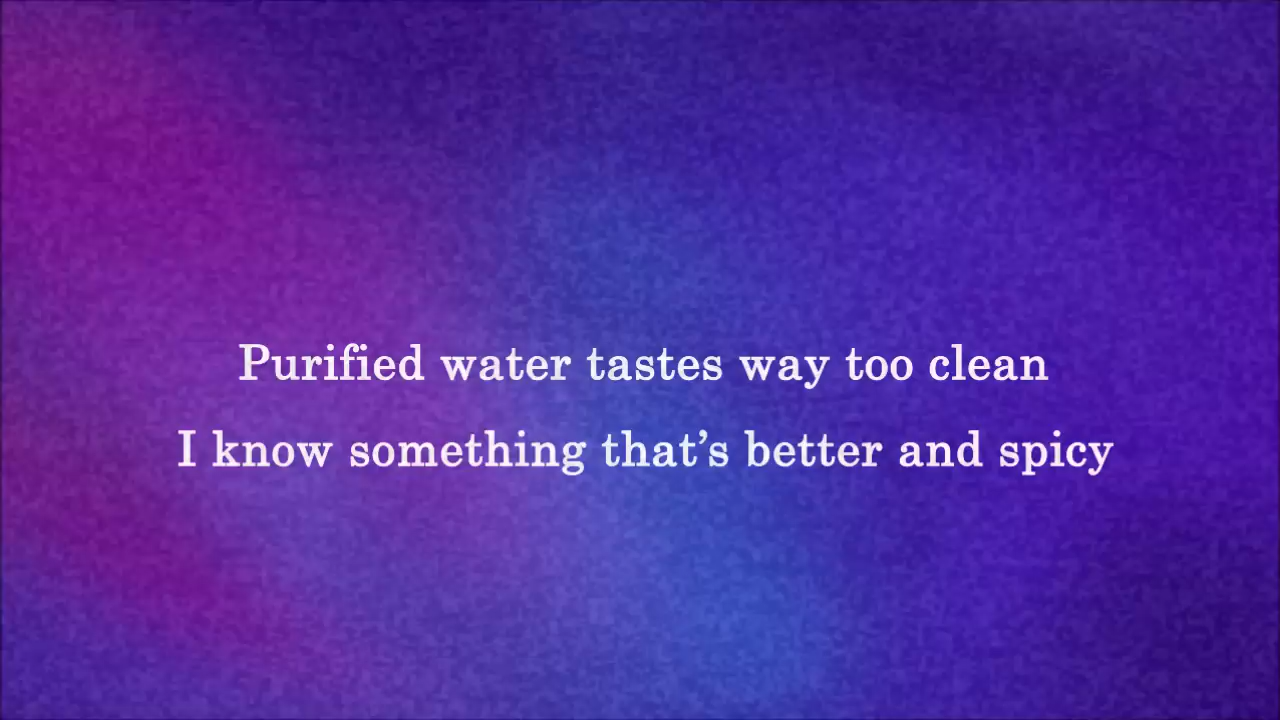 Purified water tastes way too clean
I know something that’s better and spicy